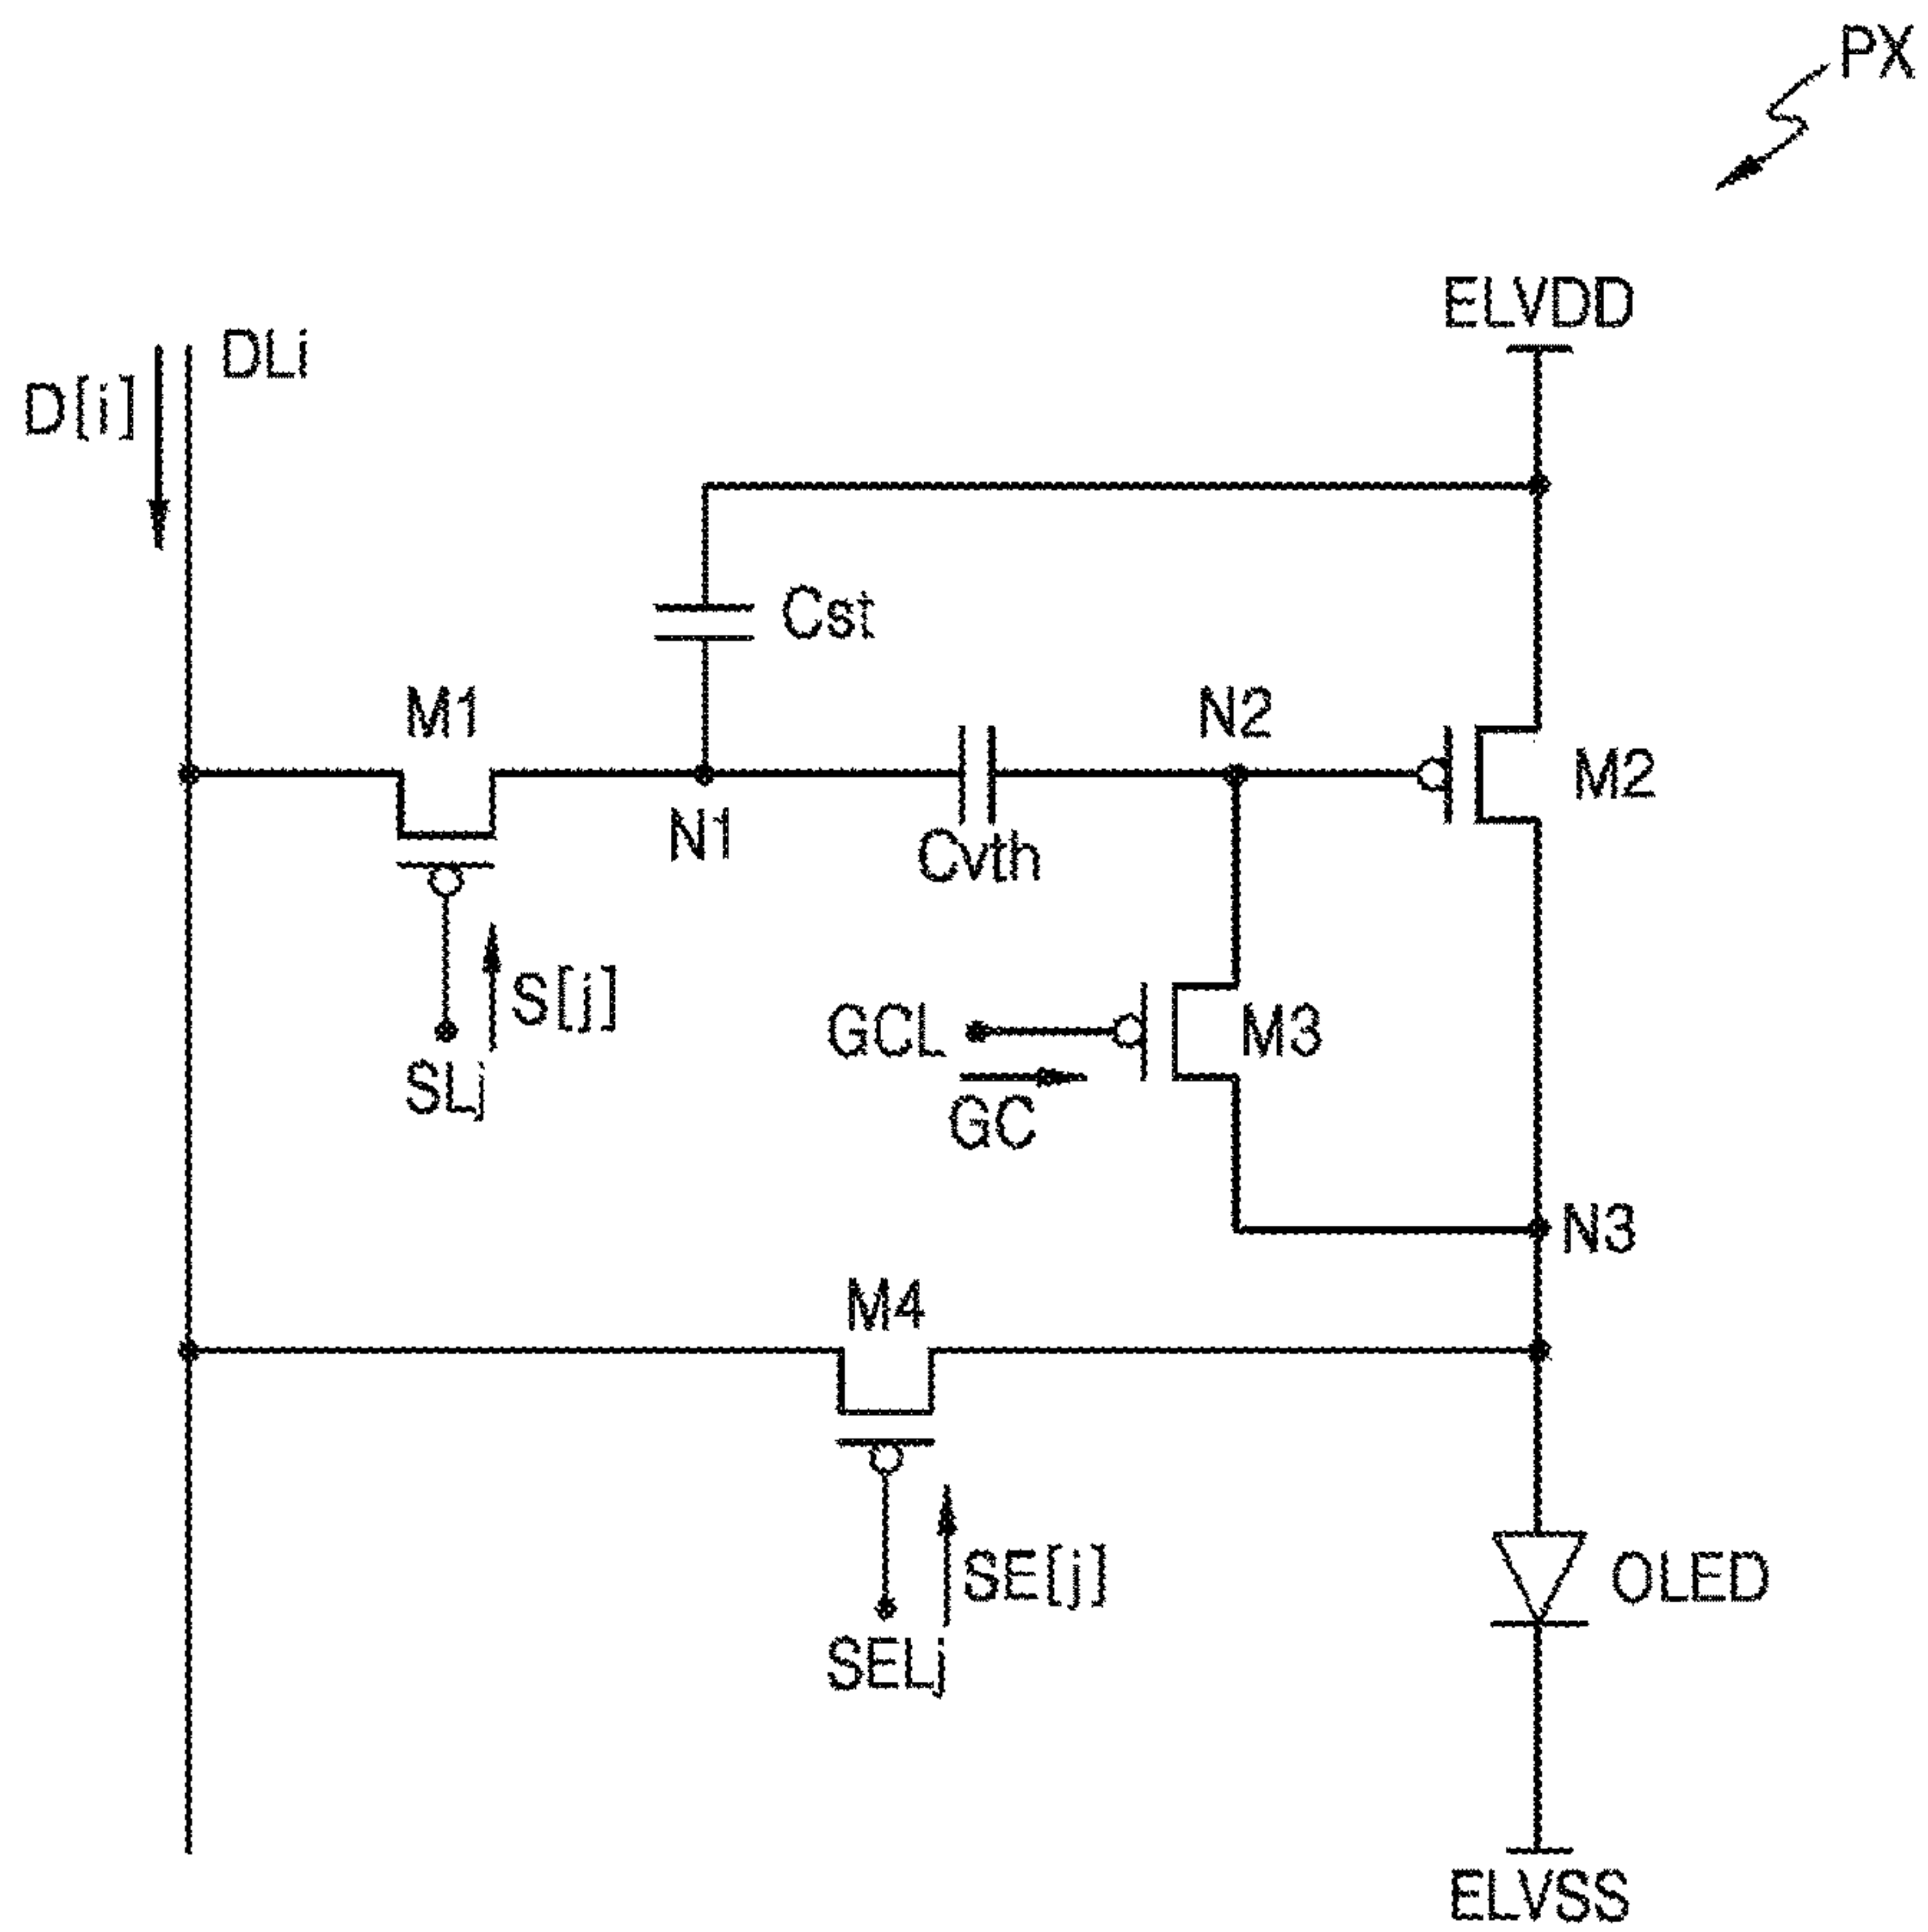 PX
ELVDD
DLi
D[i]
Cst
M1
N2
M2
N1
Cvth
S[j]
GCL
M3
SLj
GC
N3
M4
SE[j]
OLED
SELj
ELVSS